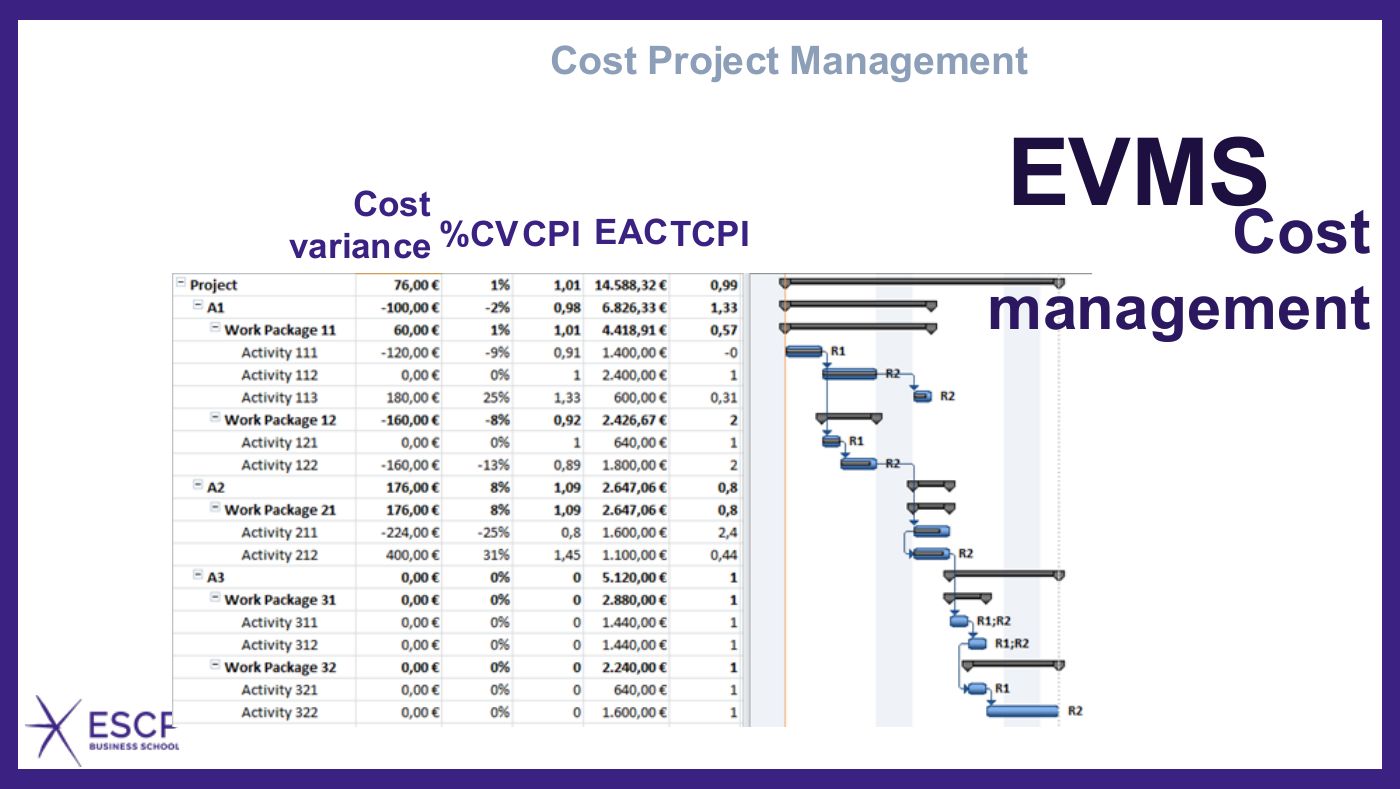 Cost Project Management
EVMS
Cost
management
Cost
variance
%CV
CPI
EAC
TCPI
Project 76,00 € 1% 1,01 14.588,32 € 0,99
A1 -100,00 € -2% 0,98 6.826,33 € 1,33
Work Package 11 60,00 € 1% 1,01 4.418,91 € 0,57
Activity 111 -120,00 € -9% 0,91 1.400,00 € -0 R1
Activity 112 0,00 € 0% 1 2.400,00 € 1 R2
Activity 113 180,00 € 25% 1,33 600,00 € 0,31 R2
Work Package 12 -160,00 € -8% 0,92 2.426,67 € 2
Activity 121 0,00 € 0% 1 640,00 € 1 R1
Activity 122 -160,00 € -13% 0,89 1.800,00 € 2 R2
A2 176,00 € 8% 1,09 2.647,06 € 0,8
Work Package 21 176,00 € 8% 1,09 2.647,06 € 0,8
Activity 211 -224,00 € -25% 0,8 1.600,00 € 2,4
Activity 212 400,00 € 31% 1,45 1.100,00 € 0,44 R2
A3 0,00 € 0% 0 5.120,00 € 1
Work Package 31 0,00 € 0% 0 2.880,00 € 1
Activity 311 0,00 € 0% 0 1.440,00 € 1 R1;R2
Activity 312 0,00 € 0% 0 1.440,00 € 1 R1;R2
Work Package 32 0,00 € 0% 0 2.240,00 € 1
Activity 321 0,00 € 0% 0 640,00 € 1 R1
Activity 322 0,00 € 0% 0 1.600,00 € 1 R2
ESCP
BUSINESS SCHOOL